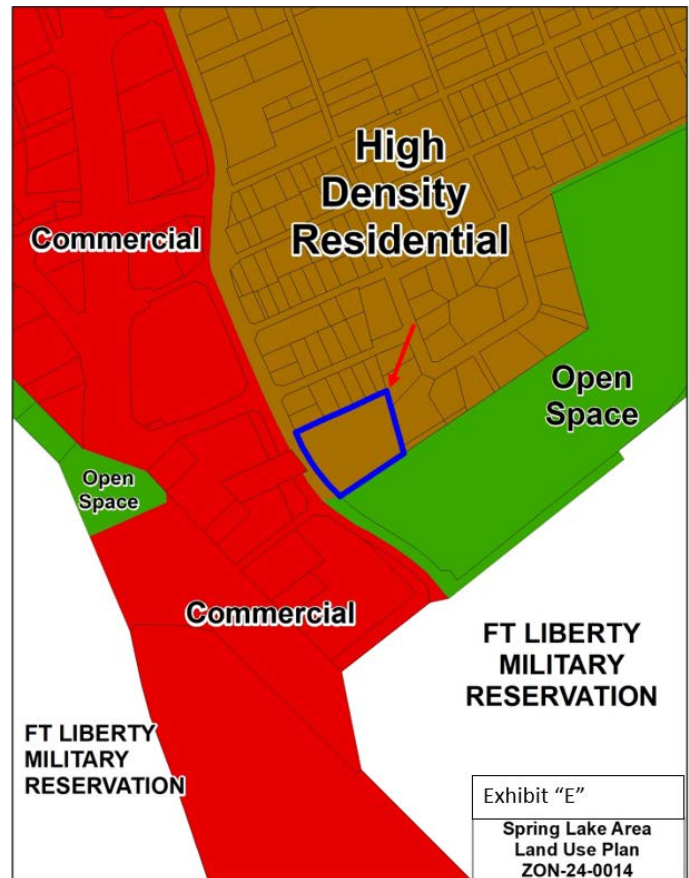 High
Density
Residential
Commercial
Open
Space
Open
Space
Commercial
FT LIBERTY
MILITARY
RESERVATION
FT LIBERTY
MILITARY
RESERVATION
Exhibit “E”
Spring Lake Area
Land Use Plan
ZON-24-0014